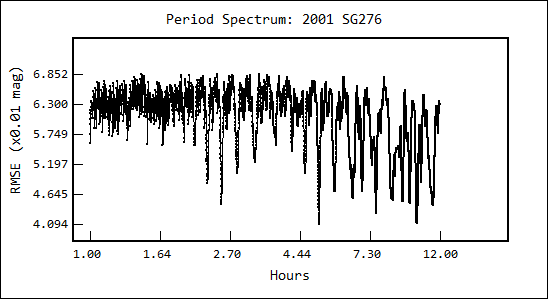 Period Spectrum: 2001 SG276
RMSE (x0.01 mag)
6.852
6.300
5.749
5.197
4.645
4.094
1.00 1.64 2.70 4.44 7.30 12.00
Hours